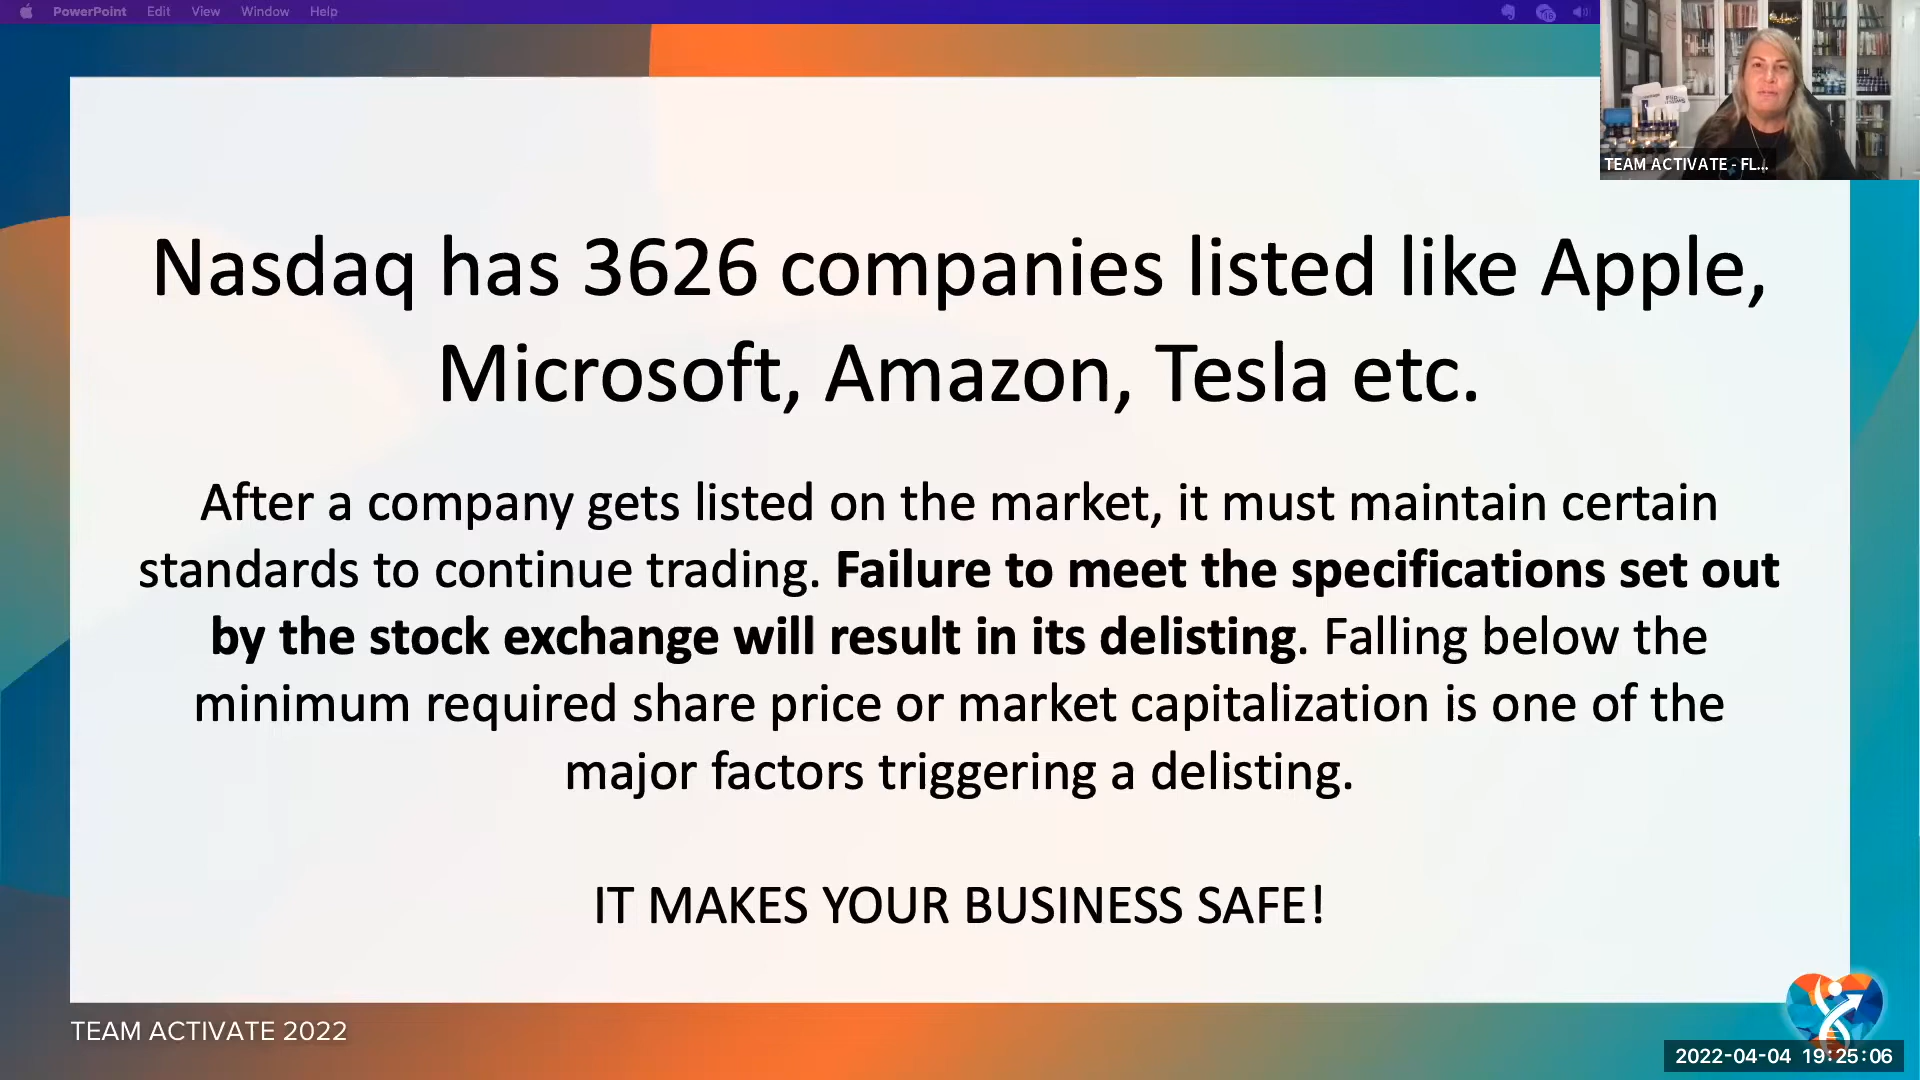 PowerPoint Edit View Window Help
TEAM ACTIVATE - FL...
Nasdaq has 3626 companies listed like Apple,
Microsoft, Amazon, Tesla etc.
After a company gets listed on the market, it must maintain certain
standards to continue trading. Failure to meet the specifications set out
by the stock exchange will result in its delisting. Falling below the
minimum required share price or market capitalization is one of the
major factors triggering a delisting.
IT MAKES YOUR BUSINESS SAFE!
TEAM ACTIVATE 2022
2022-04-04 19:25:06